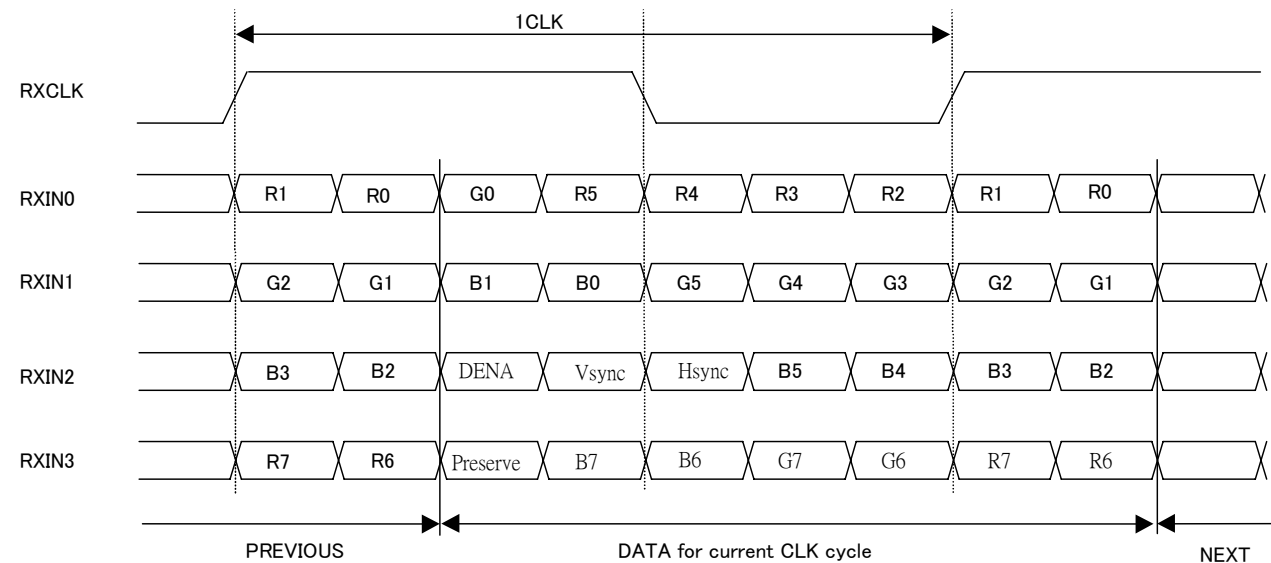 1CLK
RXCLK
RXIN0 R1 R0 G0 R5 R4 R3 R2 R1 R0
RXIN1 G2 G1 B1 B0 G5 G4 G3 G2 G1
RXIN2 B3 B2 DENA Vsync Hsync B5 B4 B3 B2
RXIN3 R7 R6 Preserve B7 B6 G7 G6 R7 R6
PREVIOUS DATA for current CLK cycle NEXT